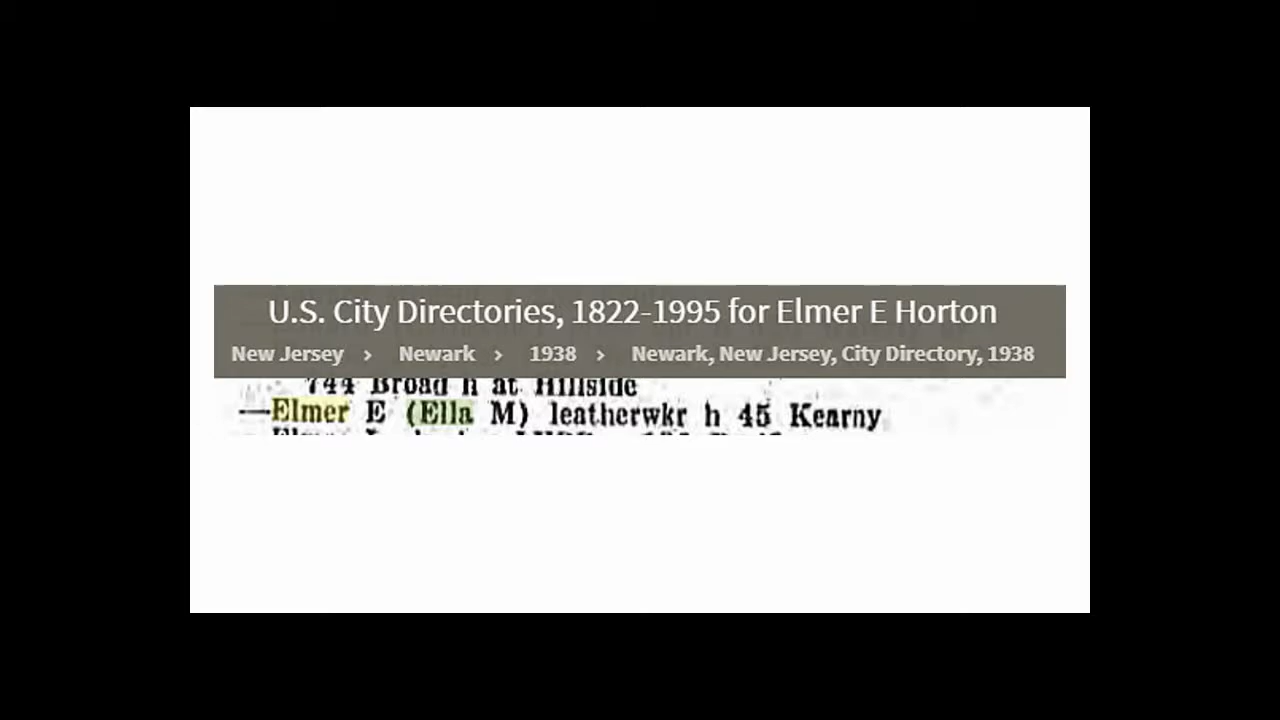 U.S. City Directories, 1822-1995 for Elmer E Horton
New Jersey > Newark > 1938 > Newark, New Jersey, City Directory, 1938
744 Broad h at Hillside
—Elmer E (Ella M) leatherwkr h 45 Kearny